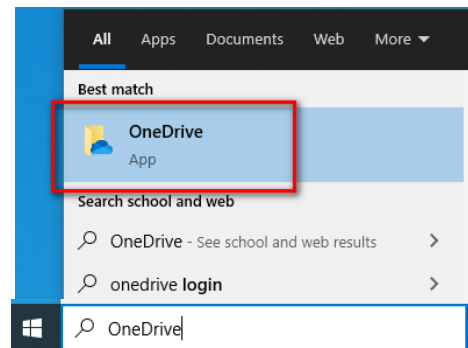 All Apps Documents Web More
Best match
OneDrive
App
Search school and web
OneDrive - See school and web results
onedrive login
OneDrive